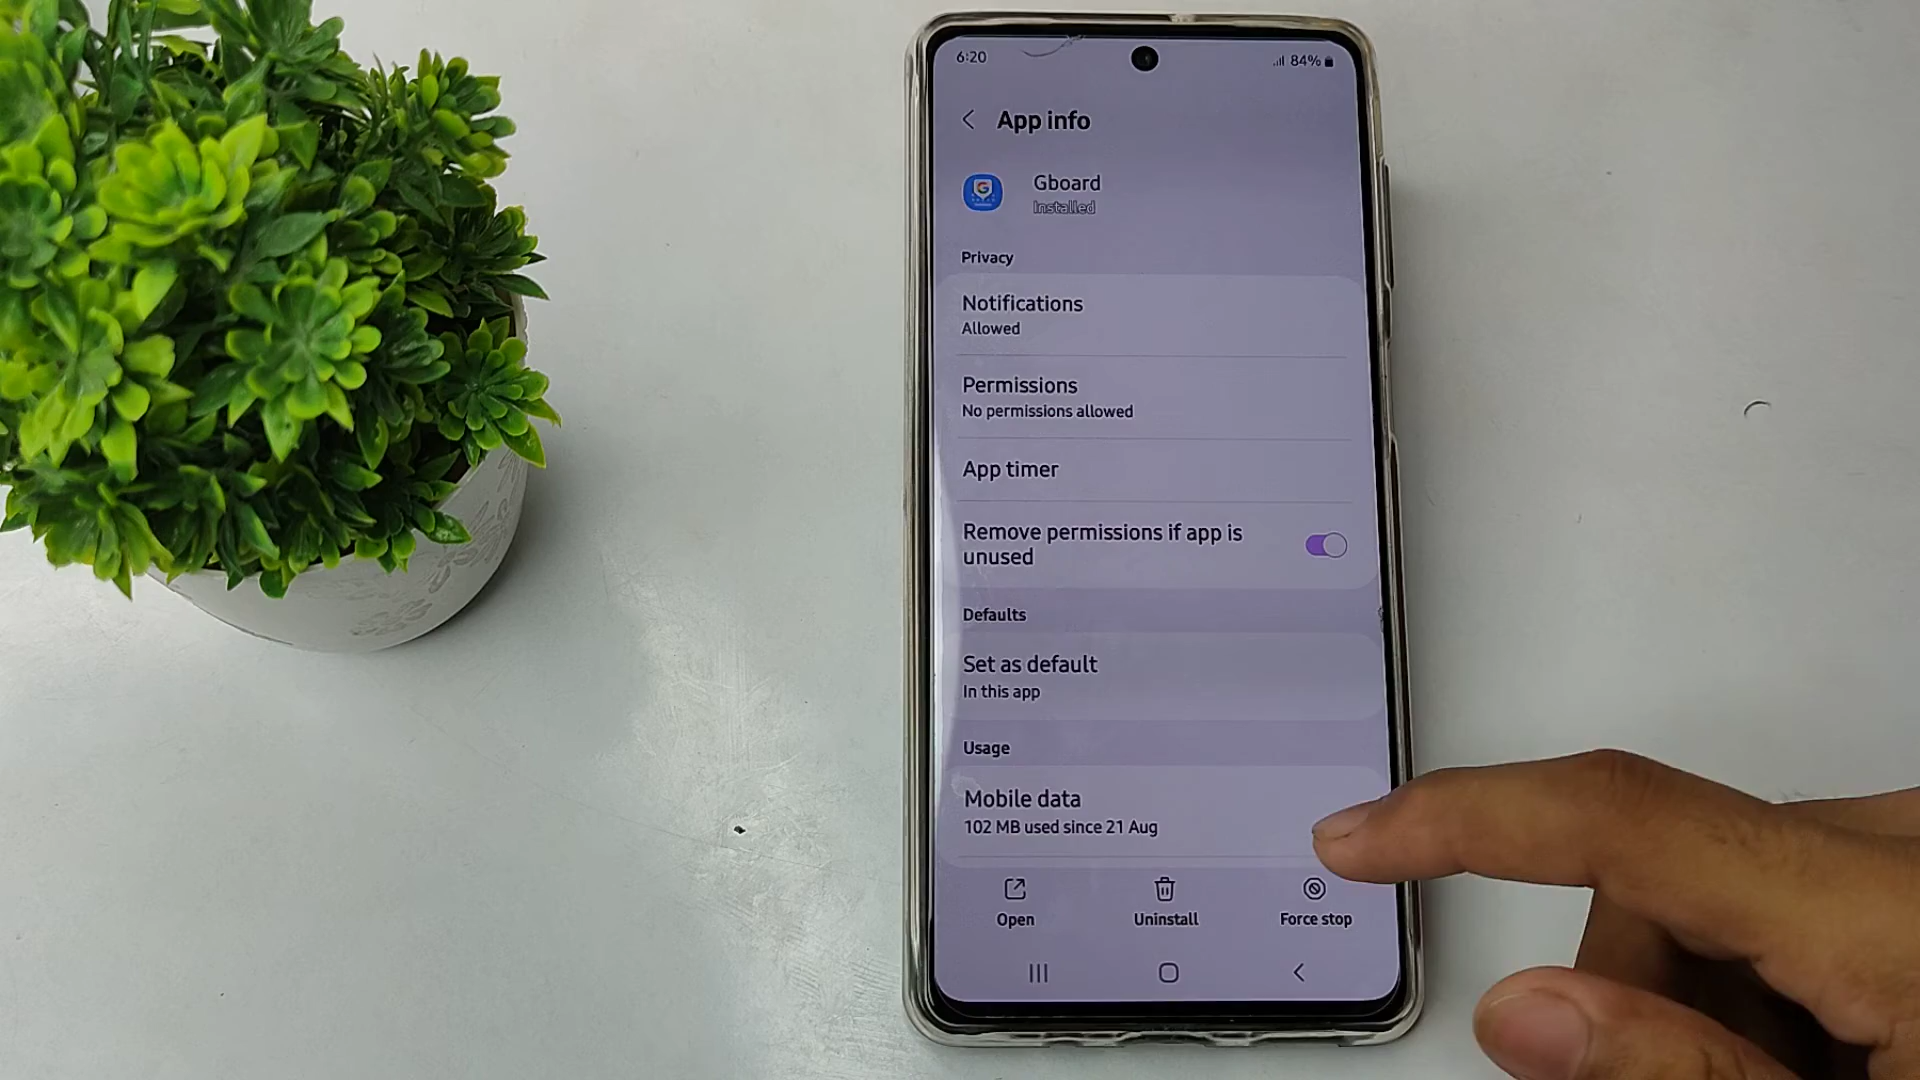 6:20
84%
App info
Gboard
Installed
Privacy
Notifications
Allowed
Permissions
No permissions allowed
App timer
Remove permissions if app is
unused
Defaults
Set as default
In this app
Usage
Mobile data
102 MB used since 21 Aug
Open
Uninstall
Force stop